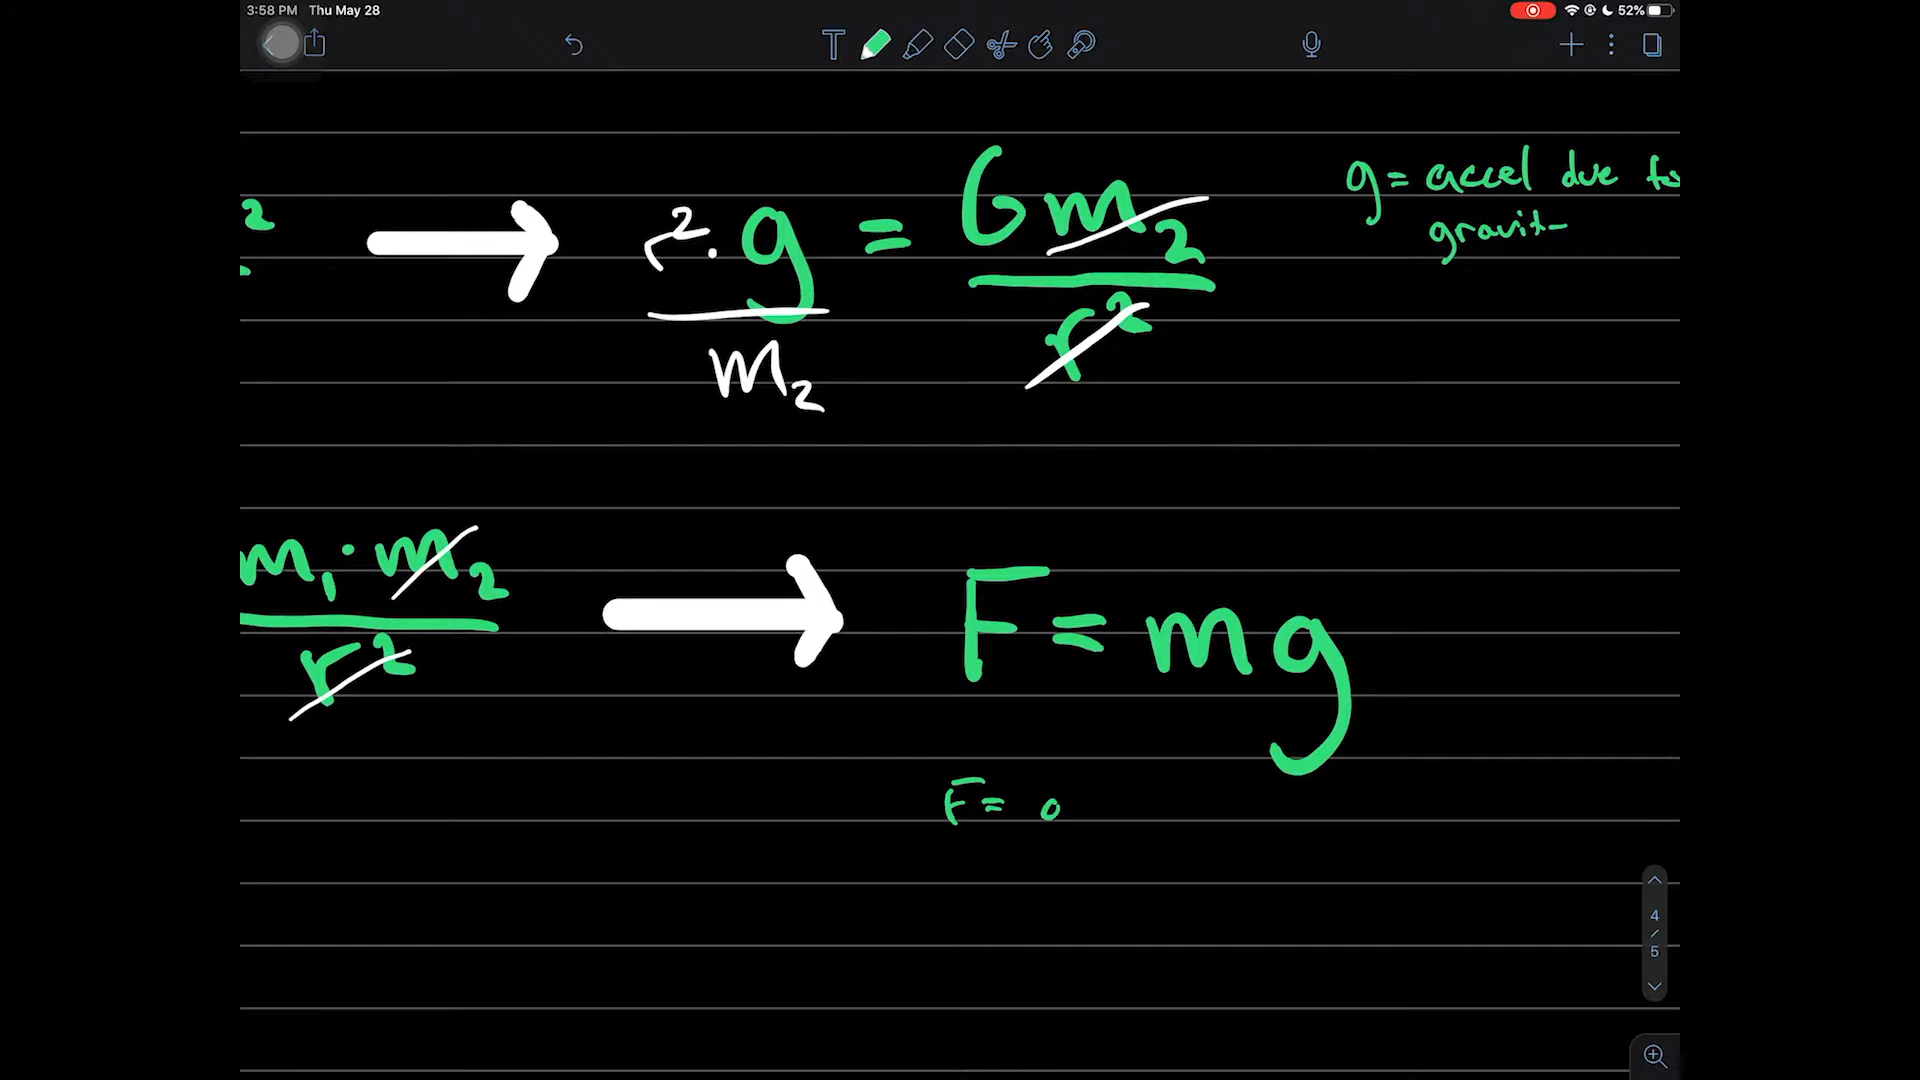 3:58 PM Thu May 28
52%
2 → r² · g / m₂ = Gm₂ / r²
g = accel due to
gravit
m₁ · m₂ / r² → F = mg
F =
4
/
5